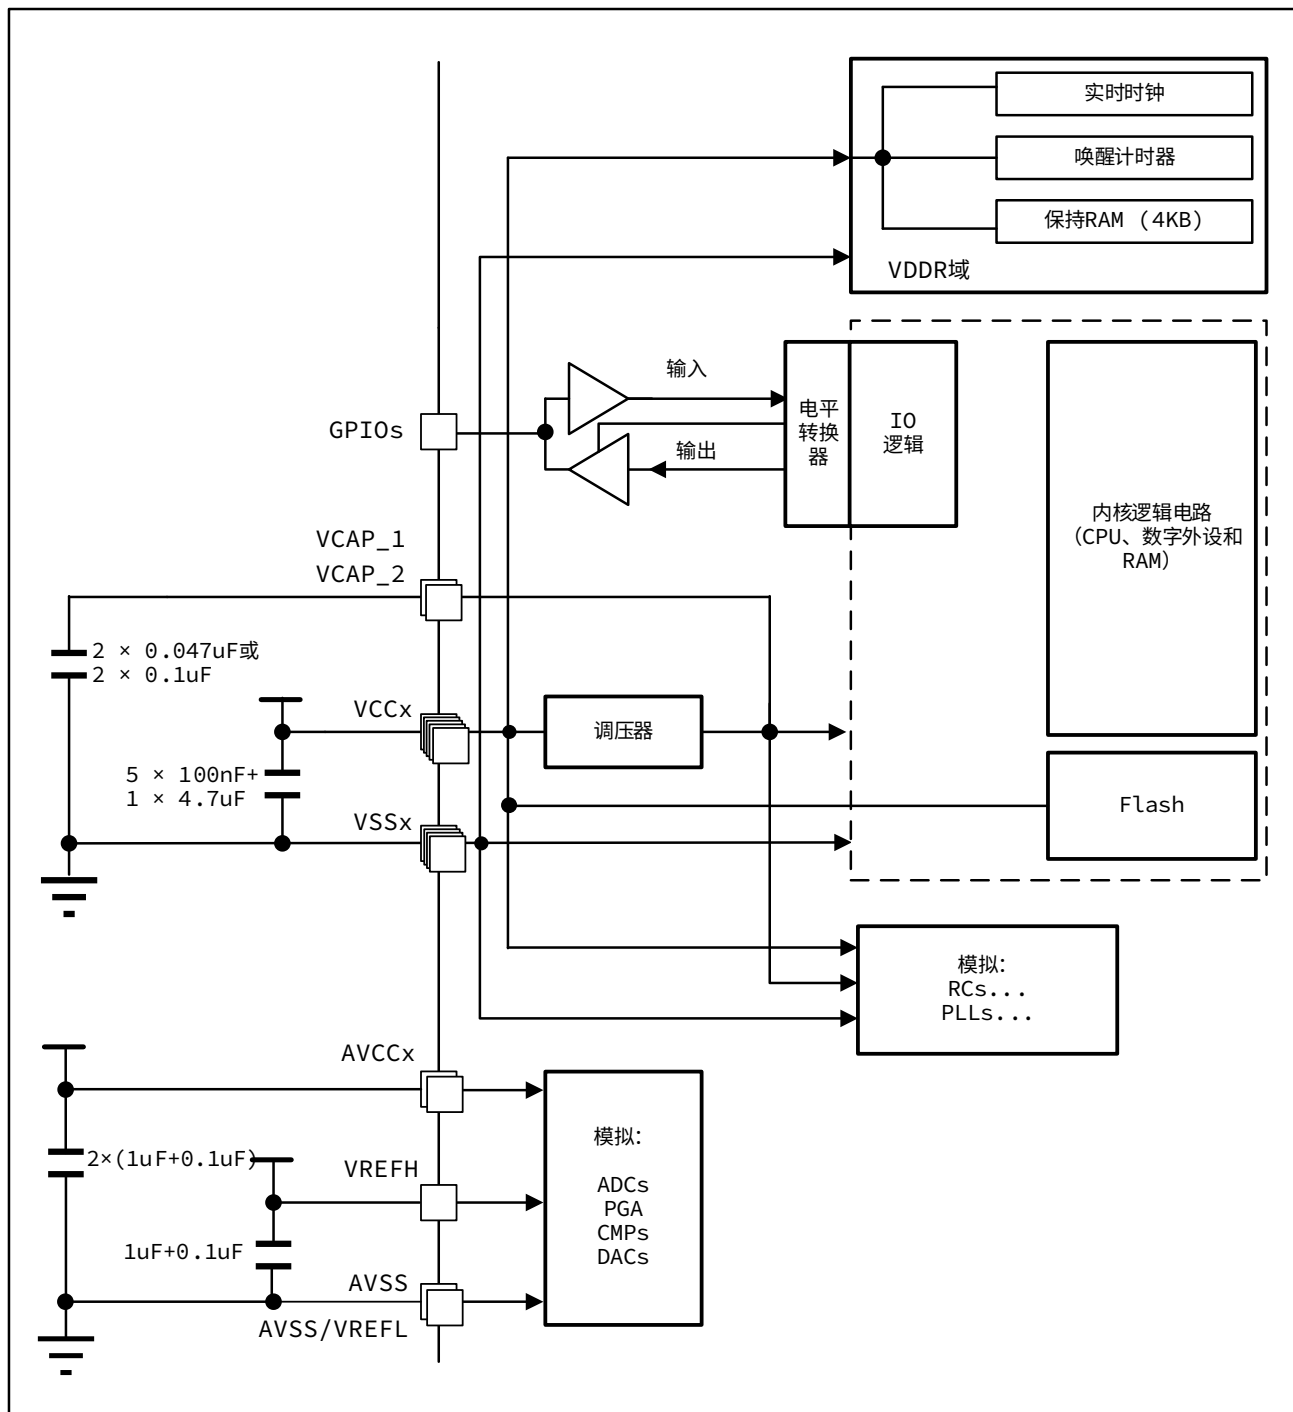 实时时钟
唤醒计时器
保持RAM（4KB）
VDDR域
输入
GPIOs
输出
电平
转换
器
IO
逻辑
内核逻辑电路
（CPU、数字外设和
RAM）
VCAP_1
VCAP_2
2 × 0.047uF或
2 × 0.1uF
VCCx
调压器
5 × 100nF+
1 × 4.7uF
VSSx
Flash
模拟：
RCs...
PLLs...
AVCCx
2×(1uF+0.1uF)
VREFH
1uF+0.1uF
AVSS
AVSS/VREFL
模拟：
ADCs
PGA
CMPs
DACs